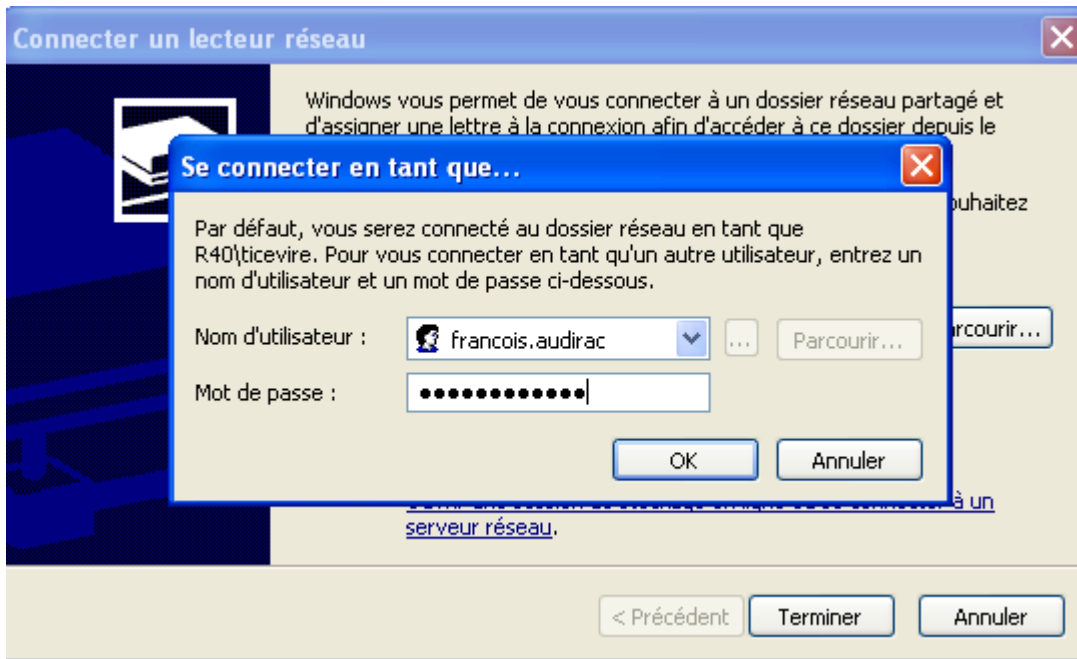 Connecter un lecteur réseau
Windows vous permet de vous connecter à un dossier réseau partagé et
d'assigner une lettre à la connexion afin d'accéder à ce dossier depuis le
Se connecter en tant que...
Par défaut, vous serez connecté au dossier réseau en tant que
R40\ticevire. Pour vous connecter en tant qu'un autre utilisateur, entrez un
nom d'utilisateur et un mot de passe ci-dessous.
Nom d'utilisateur :
francois.audirac
...
Parcourir...
Mot de passe :
●●●●●●●●●●●●
OK
Annuler
à un
serveur réseau.
< Précédent
Terminer
Annuler